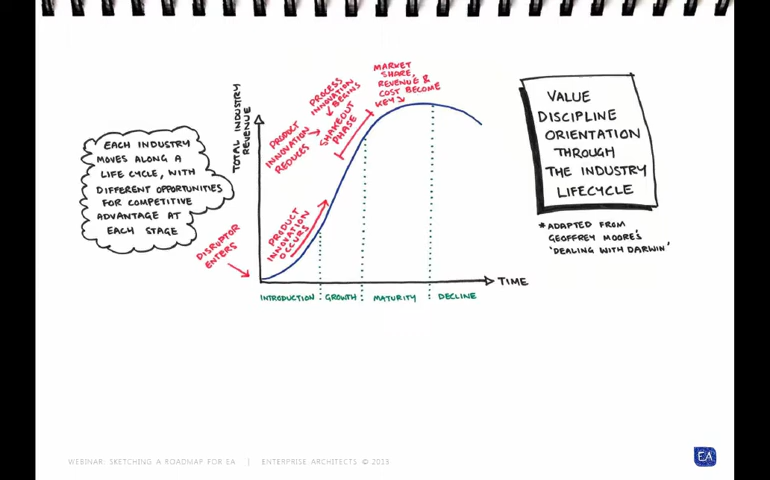 EACH INDUSTRY
MOVES ALONG A
LIFE CYCLE, WITH
DIFFERENT OPPORTUNITIES
FOR COMPETITIVE
ADVANTAGE AT
EACH STAGE
TOTAL INDUSTRY
REVENUE
DISRUPTOR
ENTERS
PRODUCT
INNOVATION
OCCURS
PRODUCT
INNOVATION
REDUCES
PROCESS
INNOVATION
BEGINS
SHAKEOUT
PHASE
MARKET
SHARE,
REVENUE &
COST BECOME
KEY
TIME
INTRODUCTION
GROWTH
MATURITY
DECLINE
VALUE
DISCIPLINE
ORIENTATION
THROUGH
THE INDUSTRY
LIFECYCLE
*ADAPTED FROM
GEOFFREY MOORE'S
'DEALING WITH DARWIN'
WEBINAR: SKETCHING A ROADMAP FOR EA | ENTERPRISE ARCHITECTS © 2013
EA